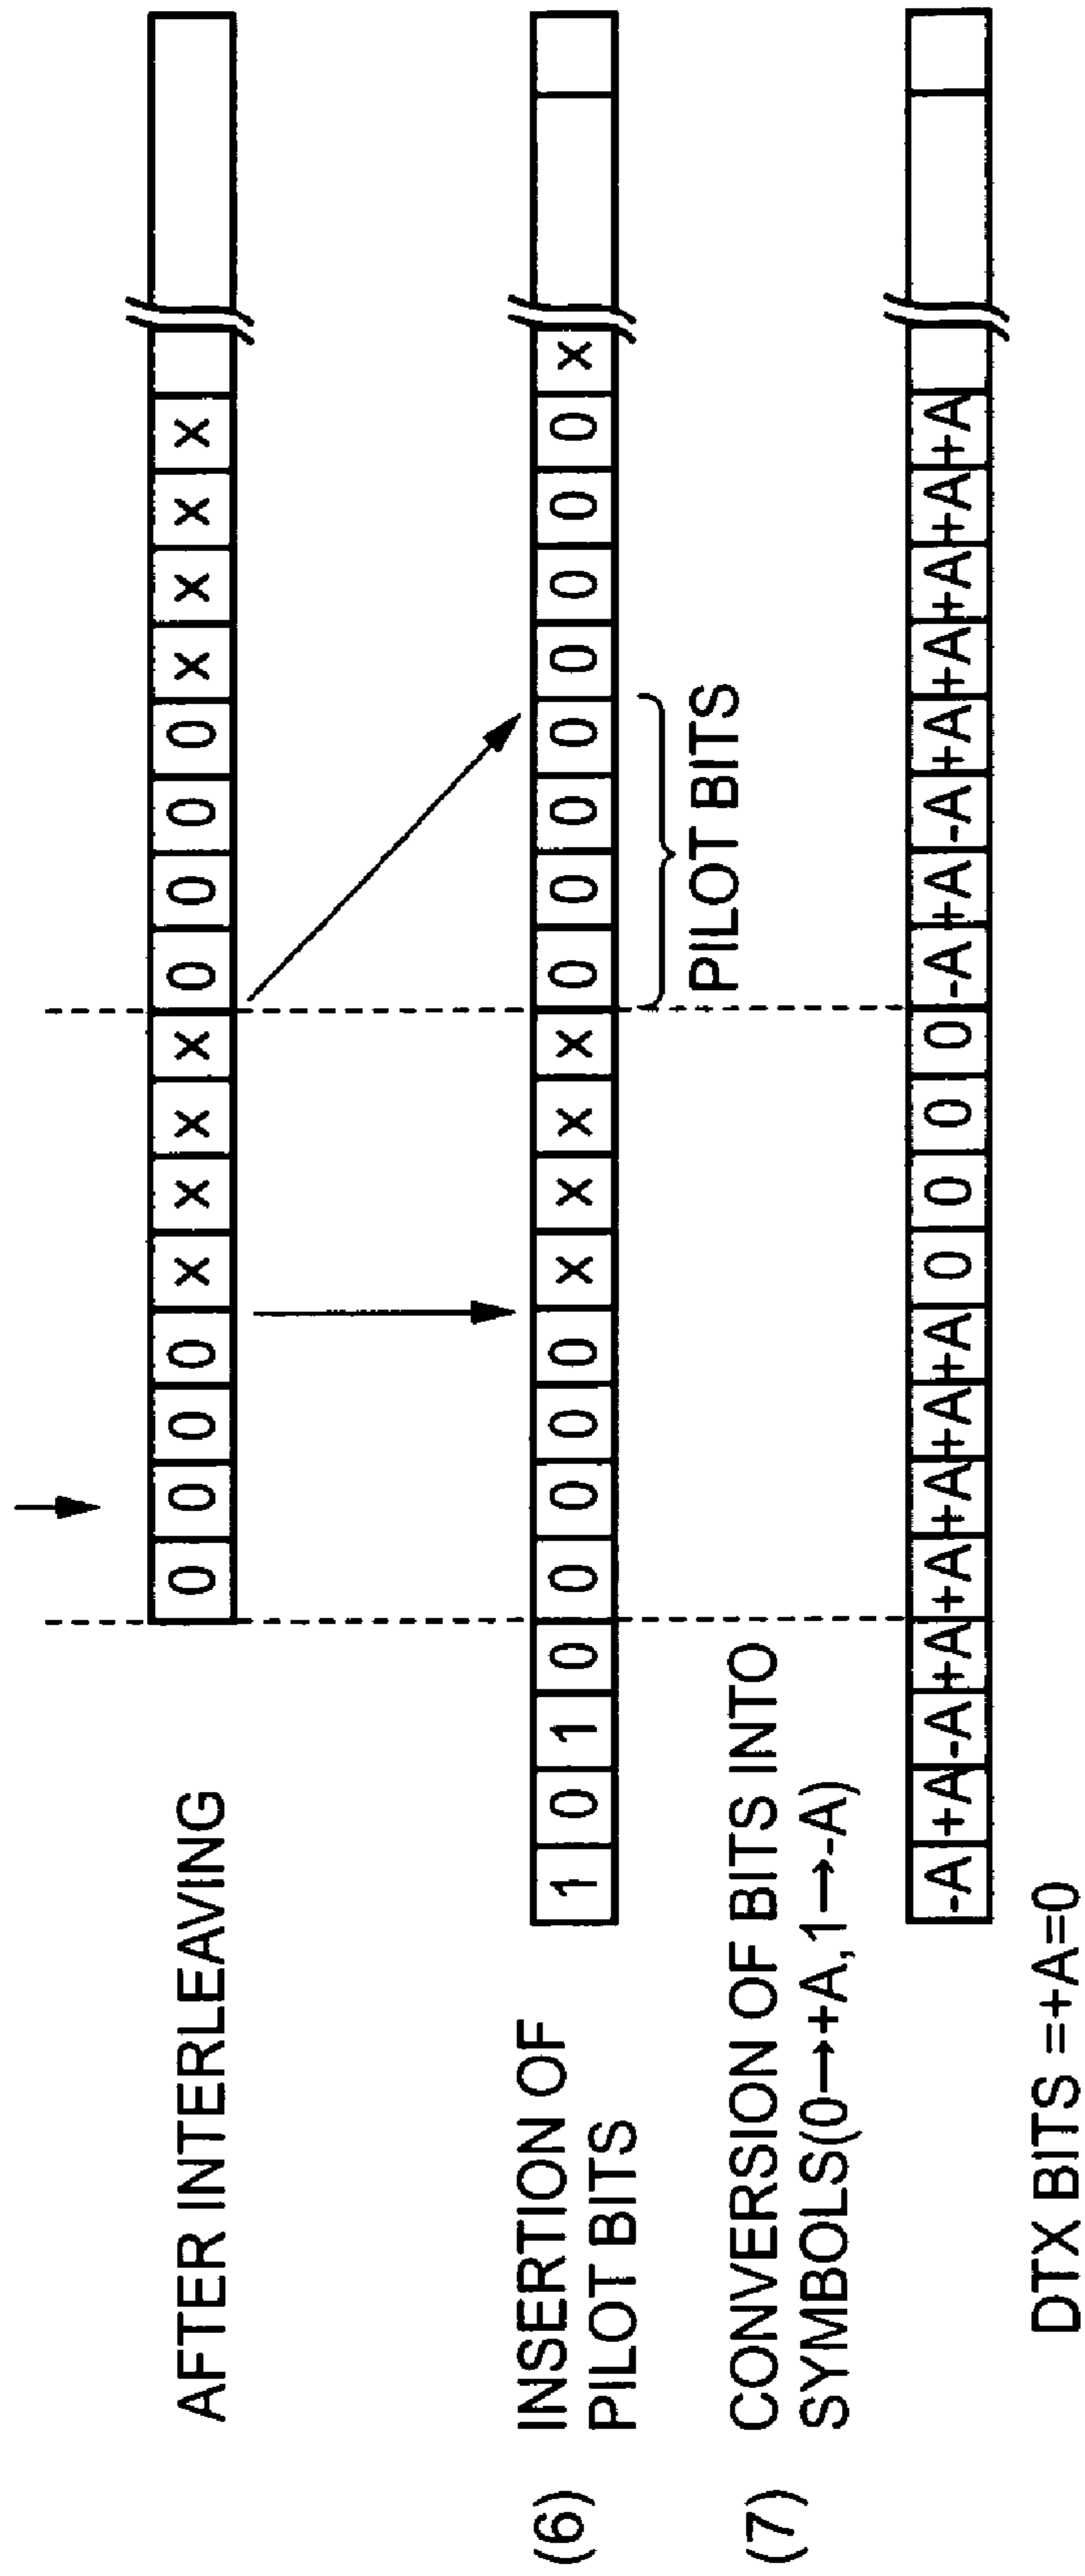 AFTER INTERLEAVING
0 0 0 0 x x x x 0 0 0 0 x x x x
(6) INSERTION OF
PILOT BITS
1 0 1 0 0 0 0 0 x x x x 0 0 0 0 0 0 0 0 x
PILOT BITS
(7) CONVERSION OF BITS INTO
SYMBOLS(0→+A,1→-A)
-A +A -A +A +A +A +A +A 0 0 0 0 -A +A -A +A +A +A +A +A
DTX BITS =+A=0